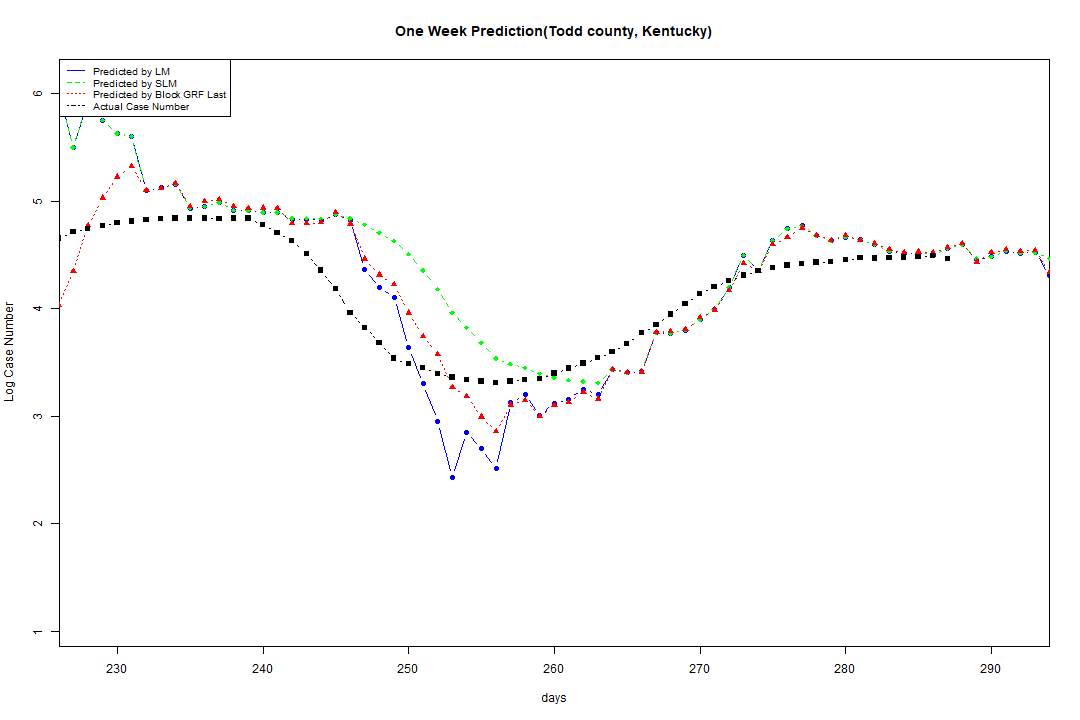 One Week Prediction(Todd county, Kentucky)
Predicted by LM
Predicted by SLM
Predicted by Block GRF Last
Actual Case Number
6
5
4
3
2
1
Log Case Number
230 240 250 260 270 280 290
days